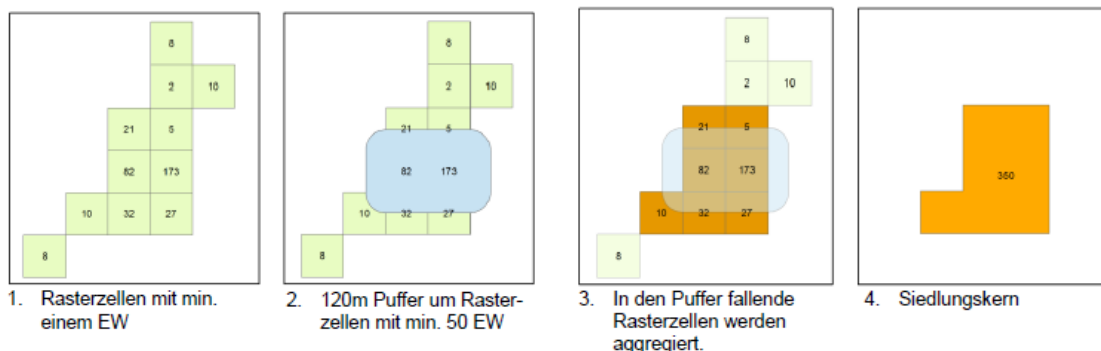 8
2 10
21 5
82 173
10 32 27
8
1. Rasterzellen mit min.
einem EW
8
2 10
21 5
82 173
10 32 27
8
2. 120m Puffer um Raster-
zellen mit min. 50 EW
8
2 10
21 5
82 173
10 32 27
8
3. In den Puffer fallende
Rasterzellen werden
aggregiert.
350
4. Siedlungskern